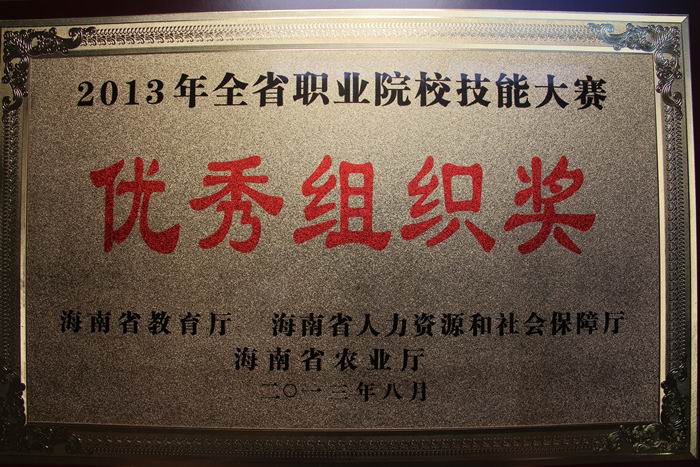 2013年全省职业院校技能大赛
优秀组织奖
海南省教育厅 海南省人力资源和社会保障厅
海南省农业厅
二〇一三年八月